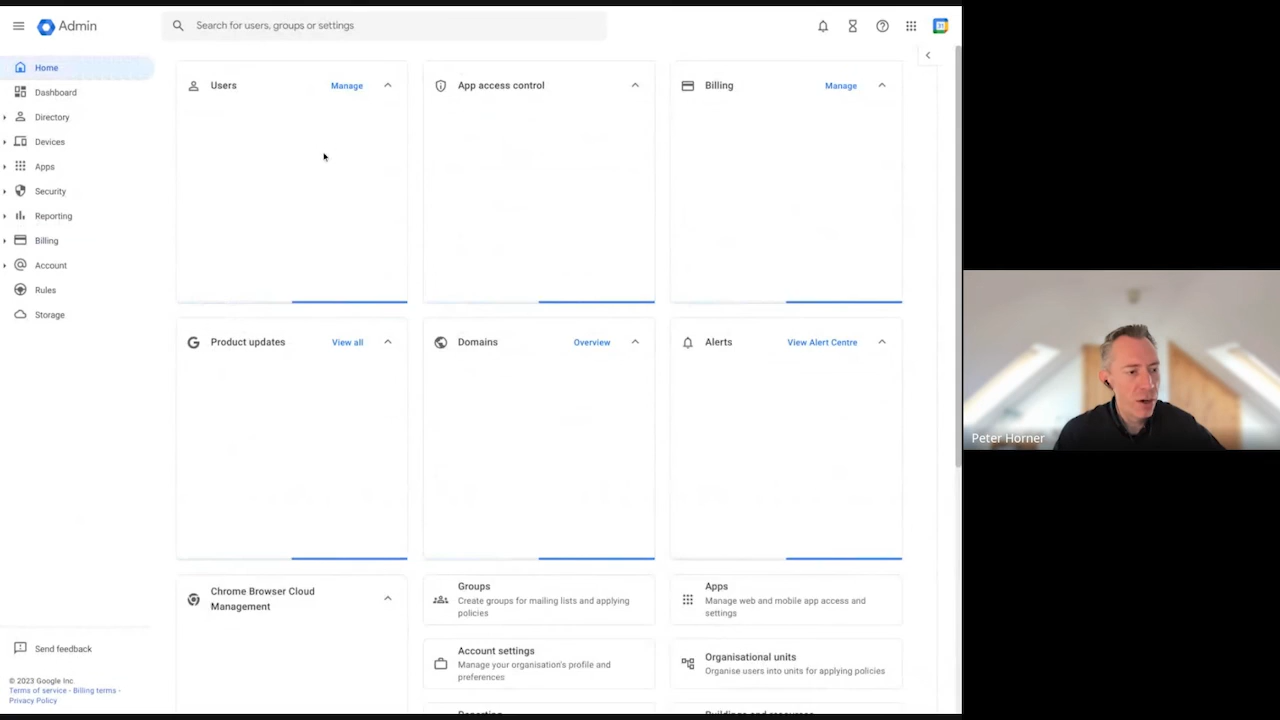 Admin
Search for users, groups or settings
Home
Dashboard
Directory
Devices
Apps
Security
Reporting
Billing
Account
Rules
Storage
Users
Manage
App access control
Billing
Manage
Product updates
View all
Domains
Overview
Alerts
View Alert Centre
Chrome Browser Cloud
Management
Groups
Create groups for mailing lists and applying
policies
Apps
Manage web and mobile app access and
settings
Account settings
Manage your organisation's profile and
preferences
Organisational units
Organise users into units for applying policies
Reporting
Buildings and resources
Send feedback
© 2023 Google Inc
Terms of service - Billing terms -
Privacy Policy
Peter Horner